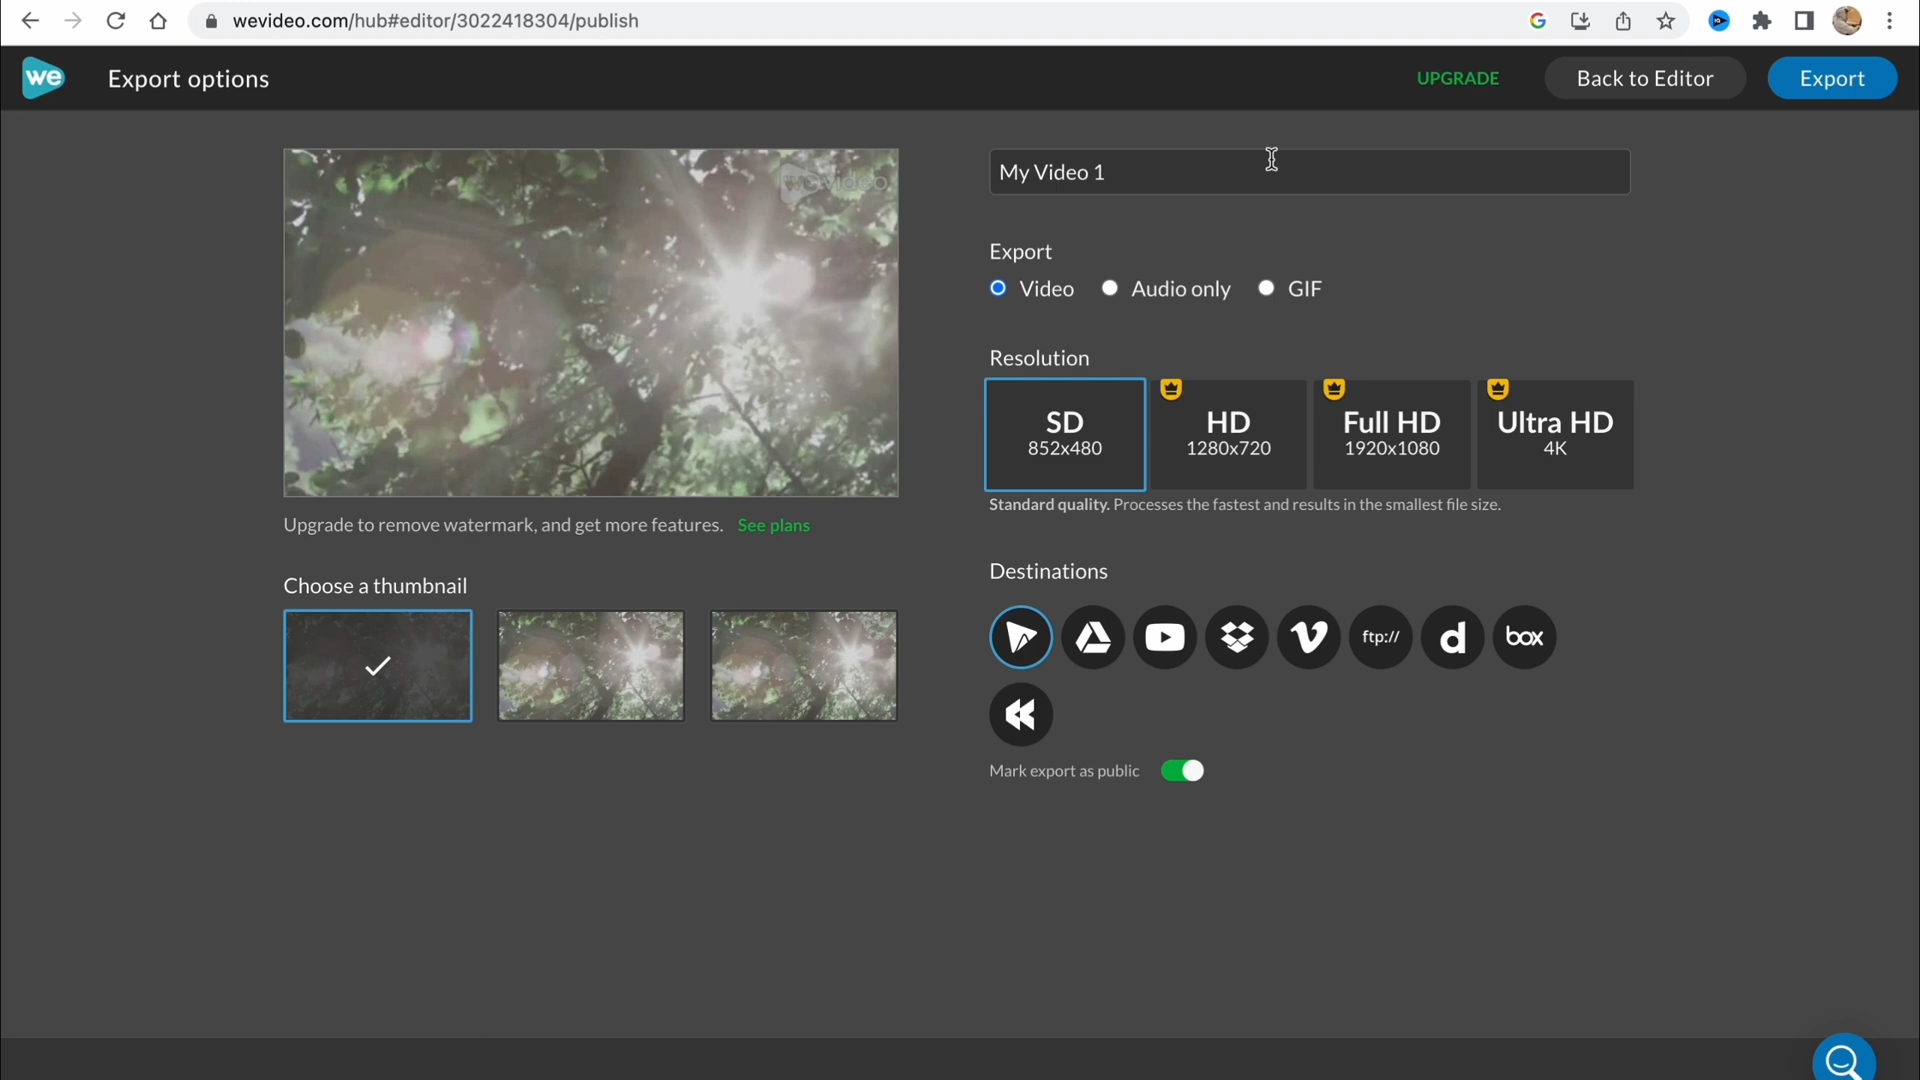 wevideo.com/hub#editor/3022418304/publish
we
Export options
UPGRADE
Back to Editor
Export
WeVideo
My Video 1
Export
Video
Audio only
GIF
Resolution
SD
852x480
HD
1280x720
Full HD
1920x1080
Ultra HD
4K
Standard quality. Processes the fastest and results in the smallest file size.
Upgrade to remove watermark, and get more features. See plans
Choose a thumbnail
Destinations
ftp://
d
box
Mark export as public